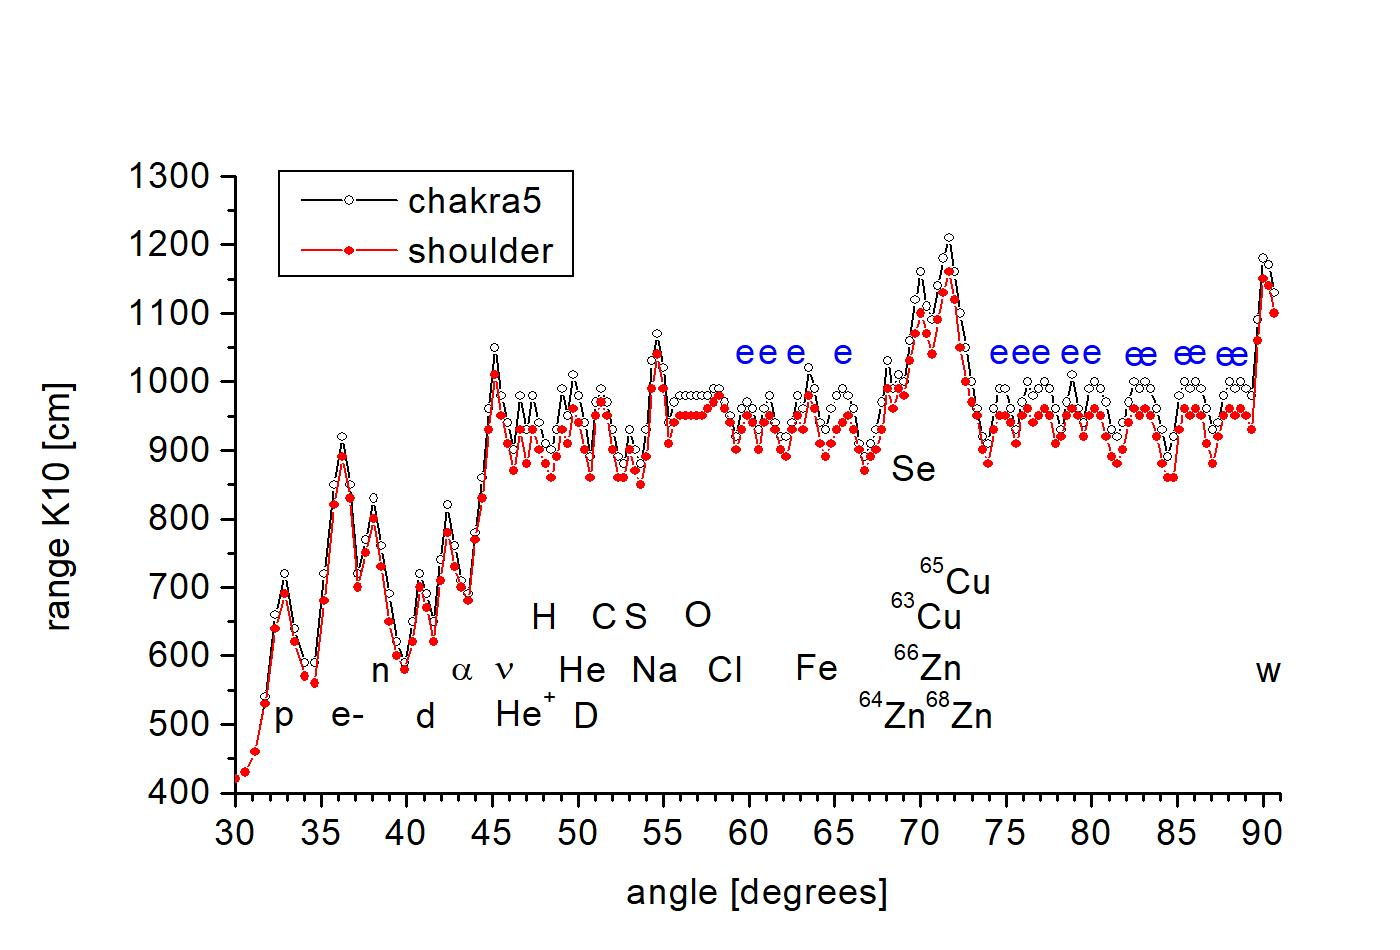 1300
1200
1100
1000
900
800
700
600
500
400
range K10 [cm]
chakra5
shoulder
e e e e e e e e e æ æ æ
Se
⁶⁵Cu
H C S O ⁶³Cu
n α ν He Na Cl Fe ⁶⁶Zn w
p e- d He⁺ D ⁶⁴Zn ⁶⁸Zn
30 35 40 45 50 55 60 65 70 75 80 85 90
angle [degrees]